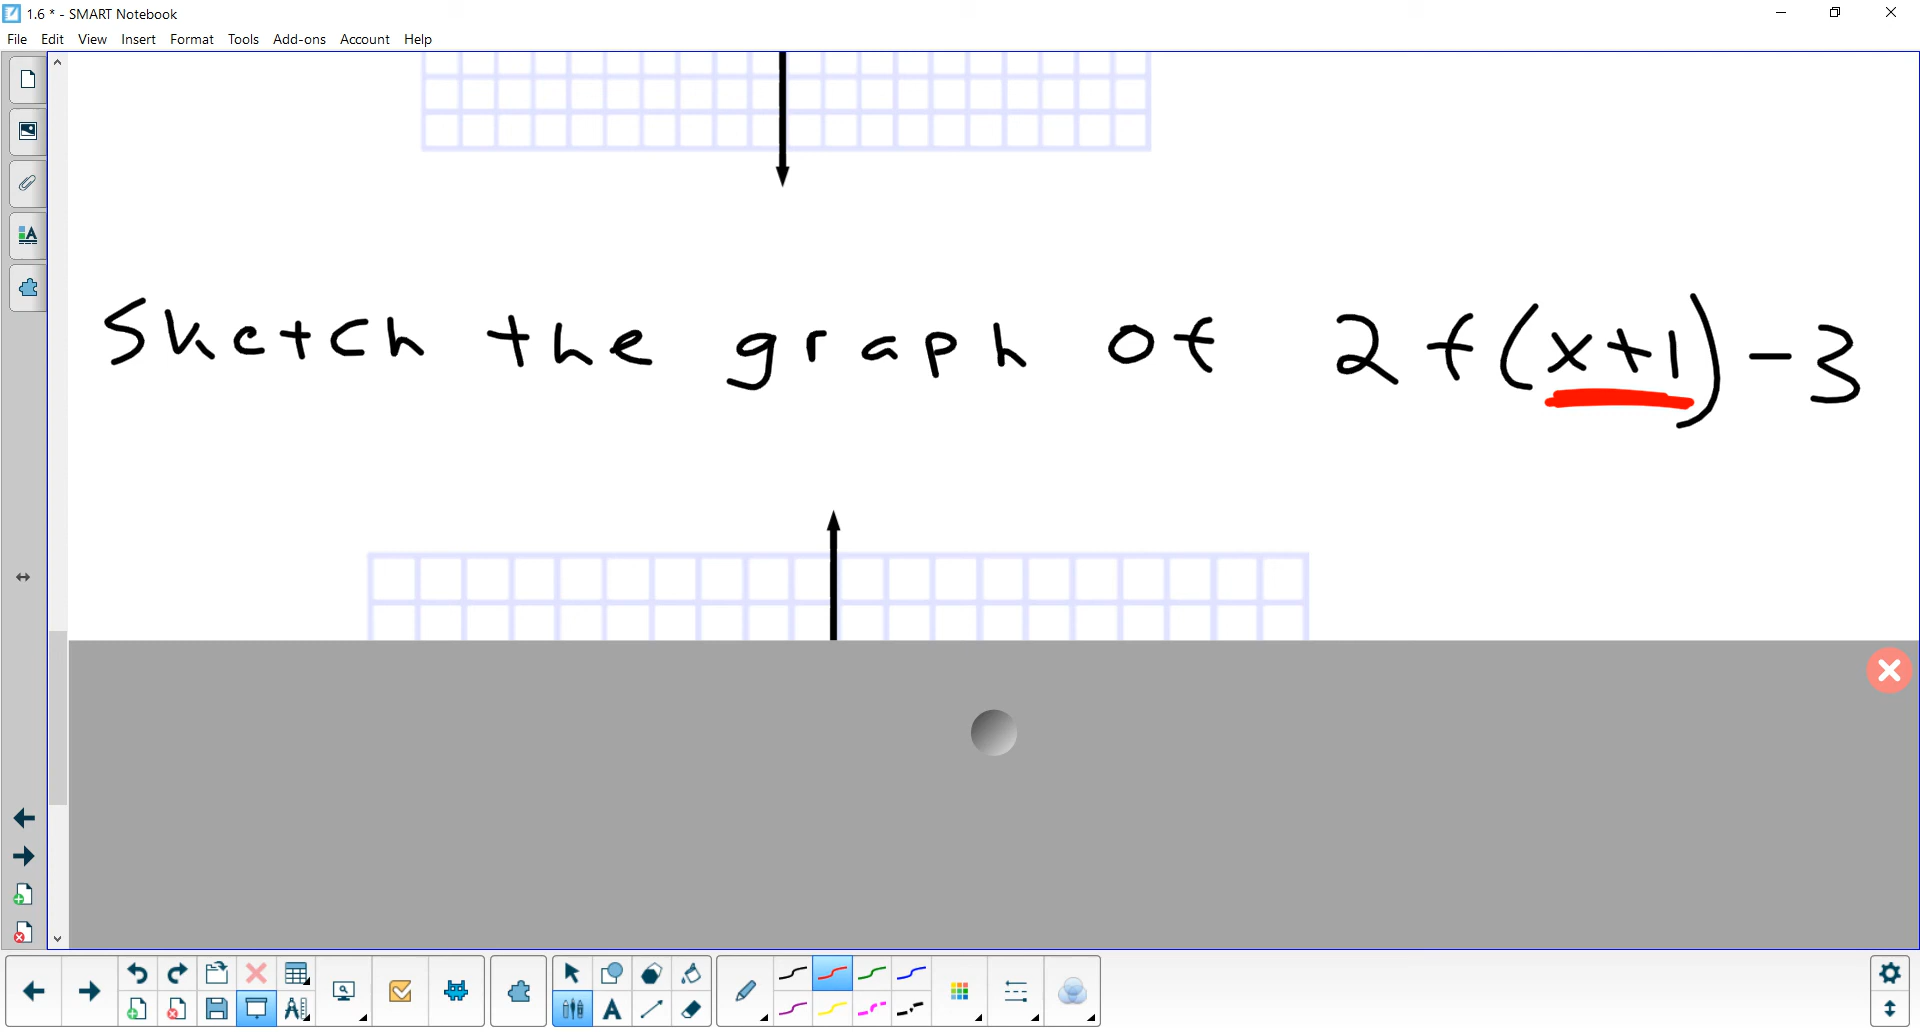 1.6 * - SMART Notebook
File Edit View Insert Format Tools Add-ons Account Help
Sketch the graph of 2f(x+1)-3